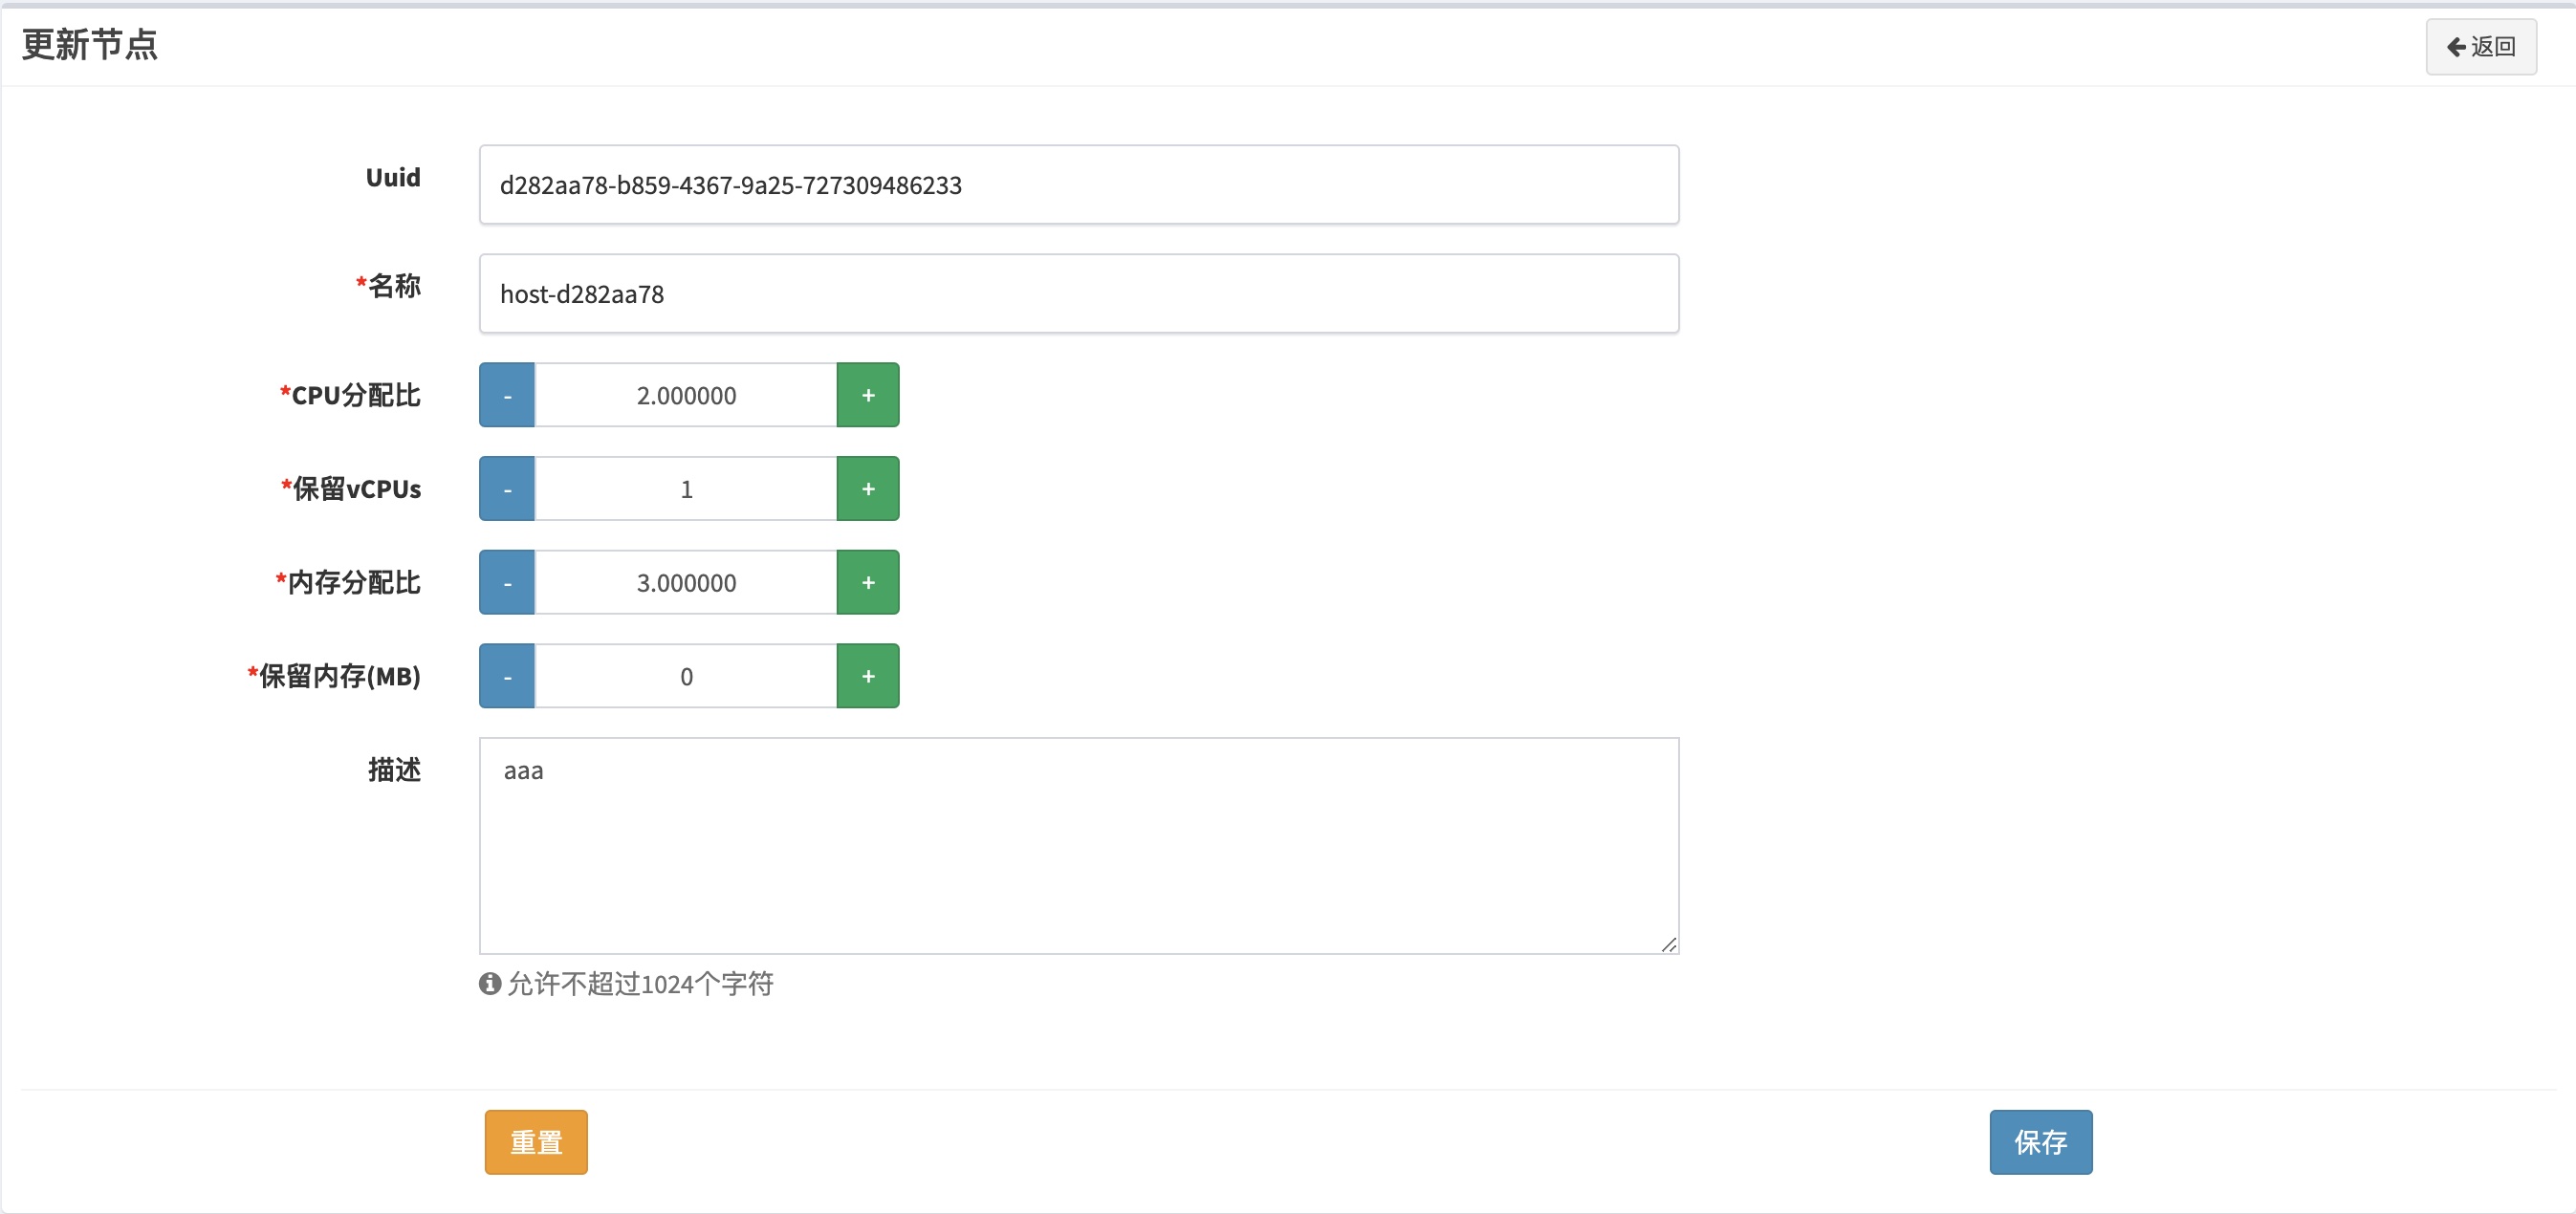 更新节点
返回
Uuid
d282aa78-b859-4367-9a25-727309486233
*名称
host-d282aa78
*CPU分配比
- 2.000000 +
*保留vCPUs
- 1 +
*内存分配比
- 3.000000 +
*保留内存(MB)
- 0 +
描述
aaa
允许不超过1024个字符
重置
保存